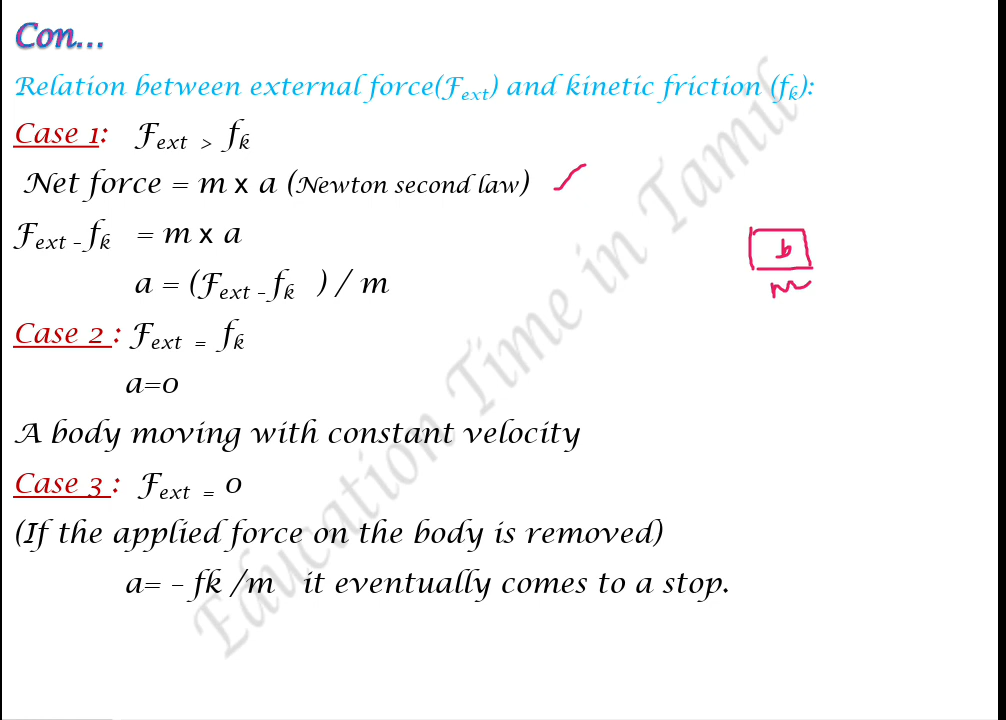 Con...
Relation between external force(Fext) and kinetic friction (fk):
Case 1: Fext > fk
Net force = m x a (Newton second law)
Fext – fk = m x a
a = (Fext – fk ) / m
b
m
Case 2 : Fext = fk
a=0
A body moving with constant velocity
Case 3 : Fext = 0
(If the applied force on the body is removed)
a= – fk /m it eventually comes to a stop.
Education Time in Tamil